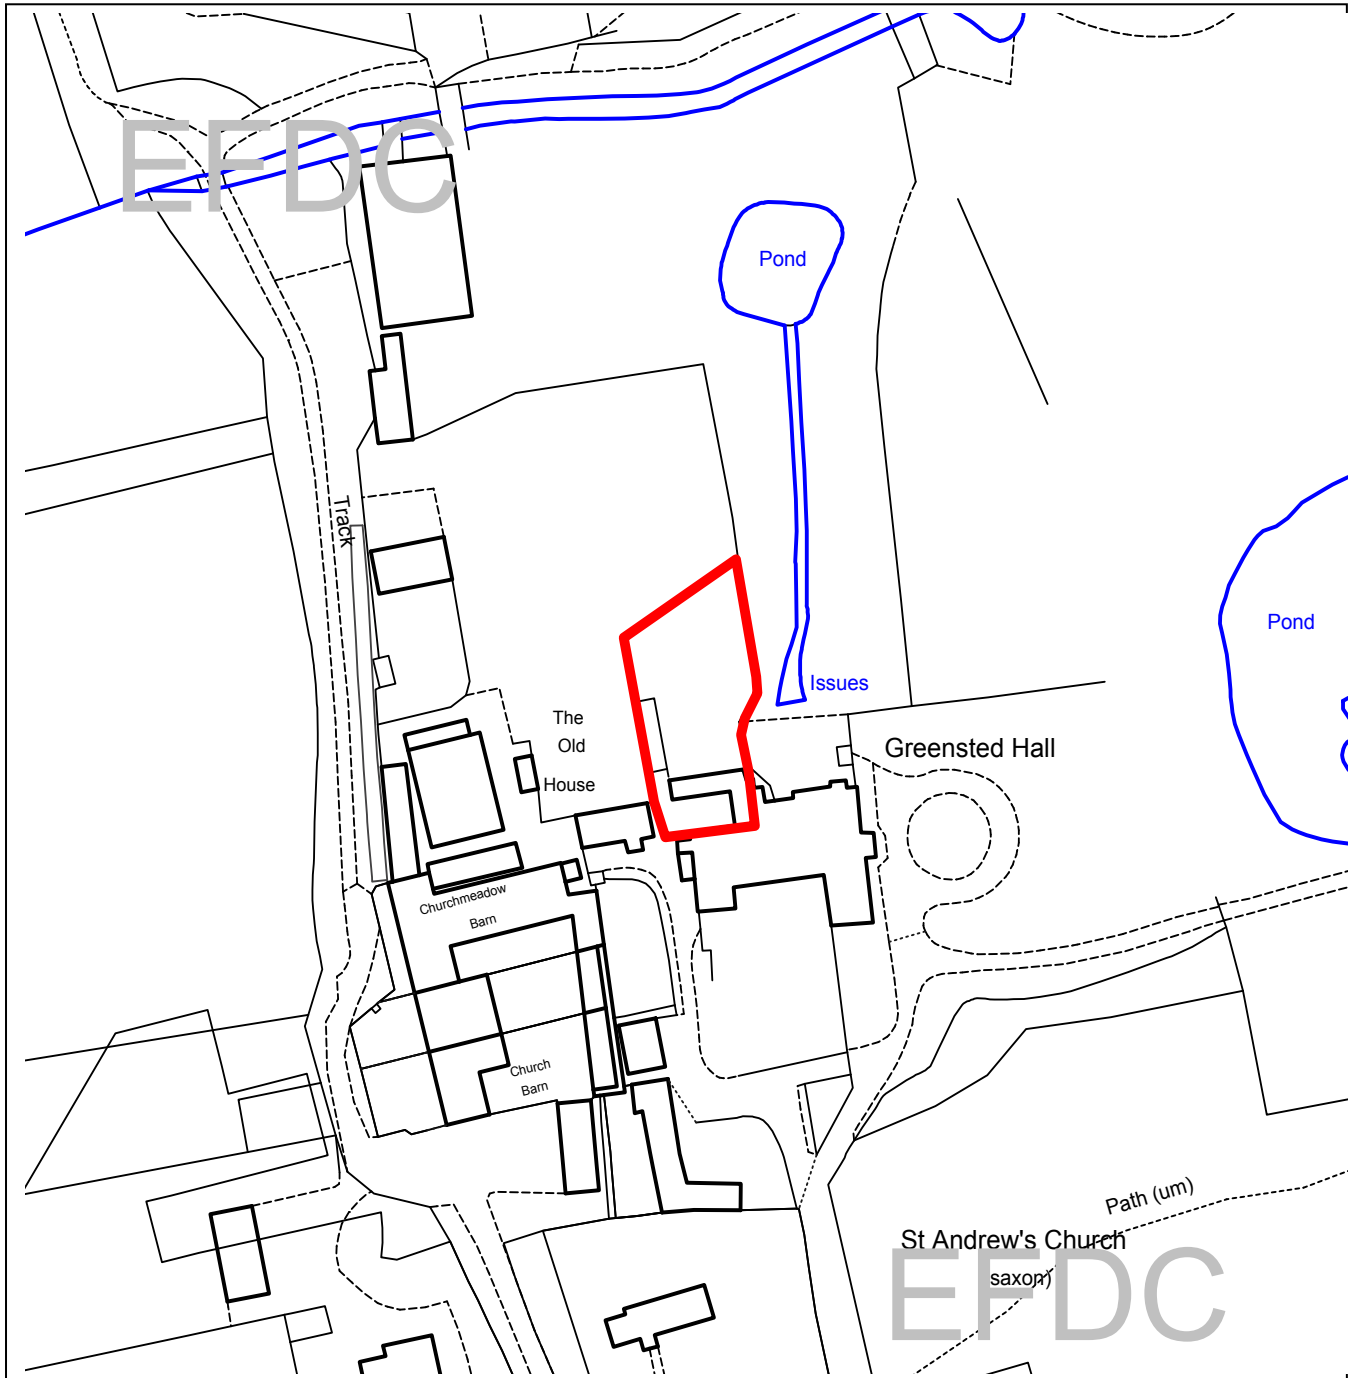 EFDC
Pond
Track
Pond
Issues
The
Old
House
Greensted Hall
Churchmeadow
Barn
Church
Barn
Path (um)
St Andrew's Church
saxon)
EFDC